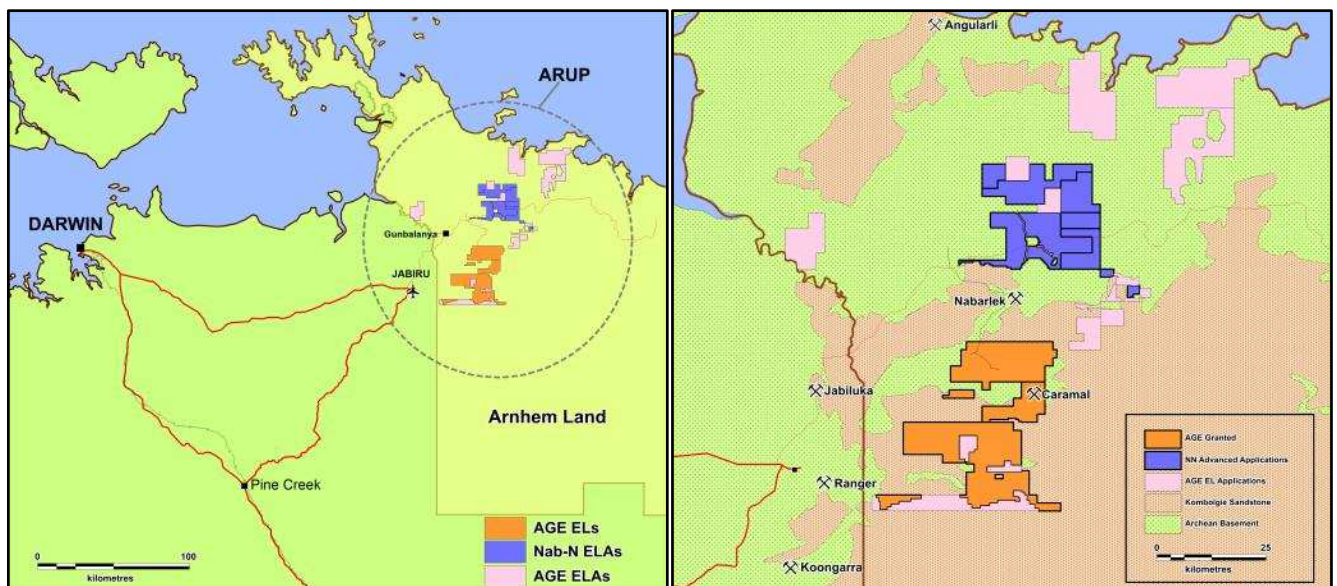 ARUP
DARWIN
Gunbalanya
JABIRU
Arnhem Land
Pine Creek
AGE ELs
Nab-N ELAs
AGE ELAs
0 100
kilometres
Angularli
Nabarlek
Jabiluka
Caramal
Ranger
Koongarra
AGE Granted
NN Advanced Applications
AGE EL Applications
Kombolgie Sandstone
Archean Basement
0 25
kilometres